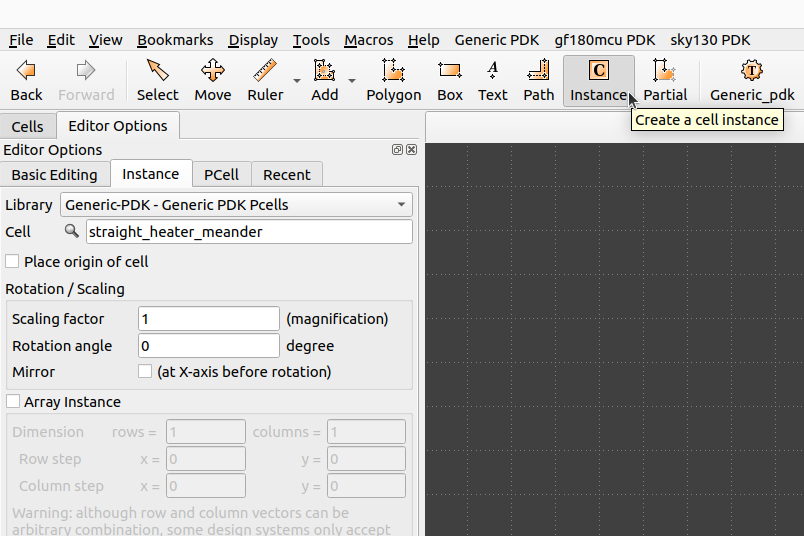 File Edit View Bookmarks Display Tools Macros Help Generic PDK gf180mcu PDK sky130 PDK
Back Forward Select Move Ruler Add Polygon Box Text Path Instance Partial Generic_pdk
Create a cell instance
Cells Editor Options
Editor Options
Basic Editing Instance PCell Recent
Library Generic-PDK - Generic PDK Pcells
Cell straight_heater_meander
Place origin of cell
Rotation / Scaling
Scaling factor 1 (magnification)
Rotation angle 0 degree
Mirror (at X-axis before rotation)
Array Instance
Dimension rows = 1 columns = 1
Row step x = 0 y = 0
Column step x = 0 y = 0
Warning: although row and column vectors can be
arbitrary combination, some design systems only accept